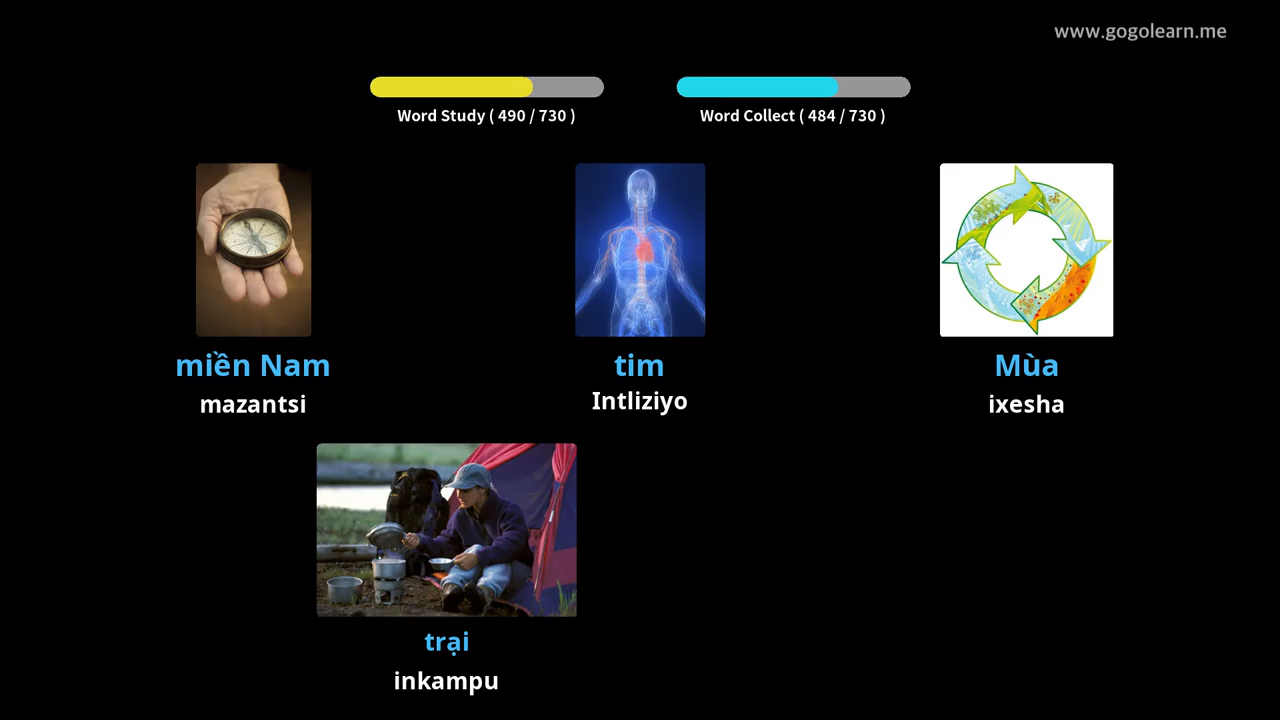 www.gogolearn.me
Word Study ( 490 / 730 )
Word Collect ( 484 / 730 )
miền Nam
mazantsi
tim
Intliziyo
Mùa
ixesha
trại
inkampu